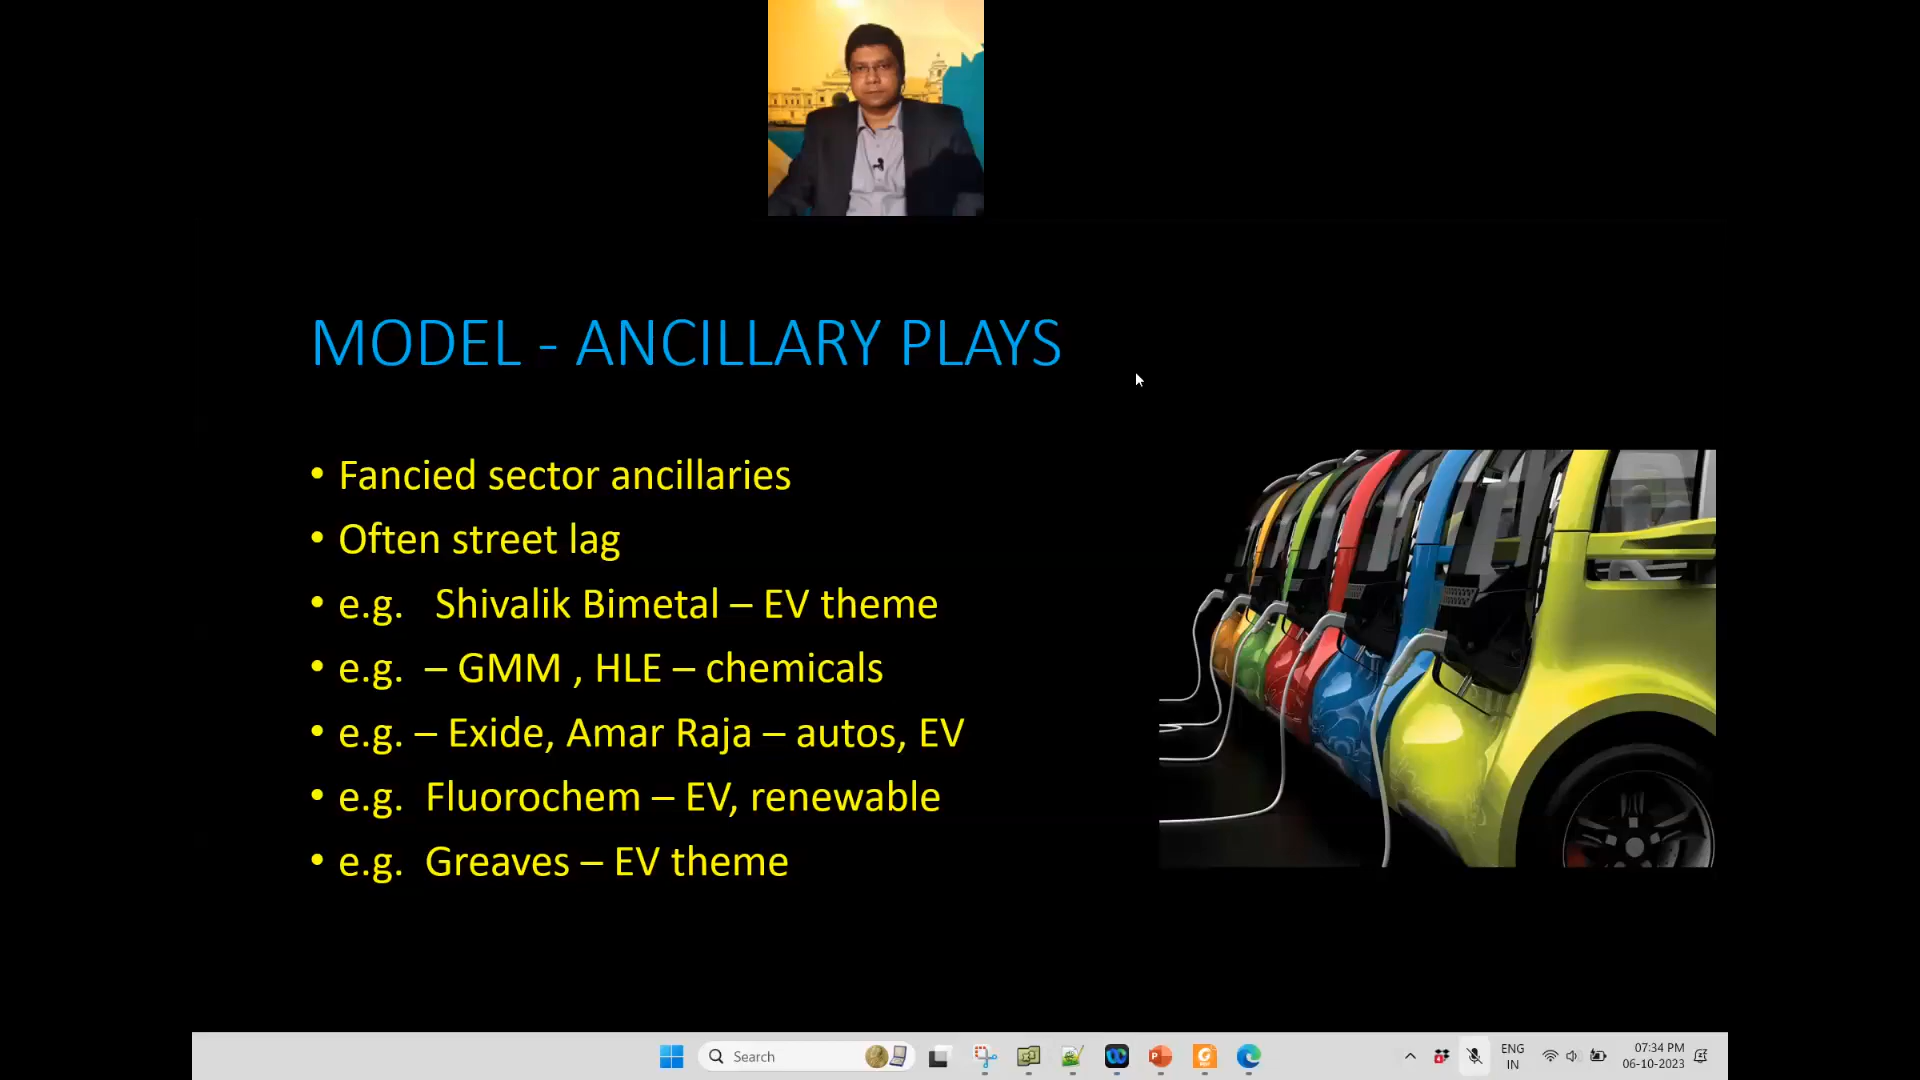 MODEL - ANCILLARY PLAYS
• Fancied sector ancillaries
• Often street lag
• e.g. Shivalik Bimetal – EV theme
• e.g. – GMM , HLE – chemicals
• e.g. – Exide, Amar Raja – autos, EV
• e.g. Fluorochem – EV, renewable
• e.g. Greaves – EV theme
Search
ENG
IN
07:34 PM
06-10-2023